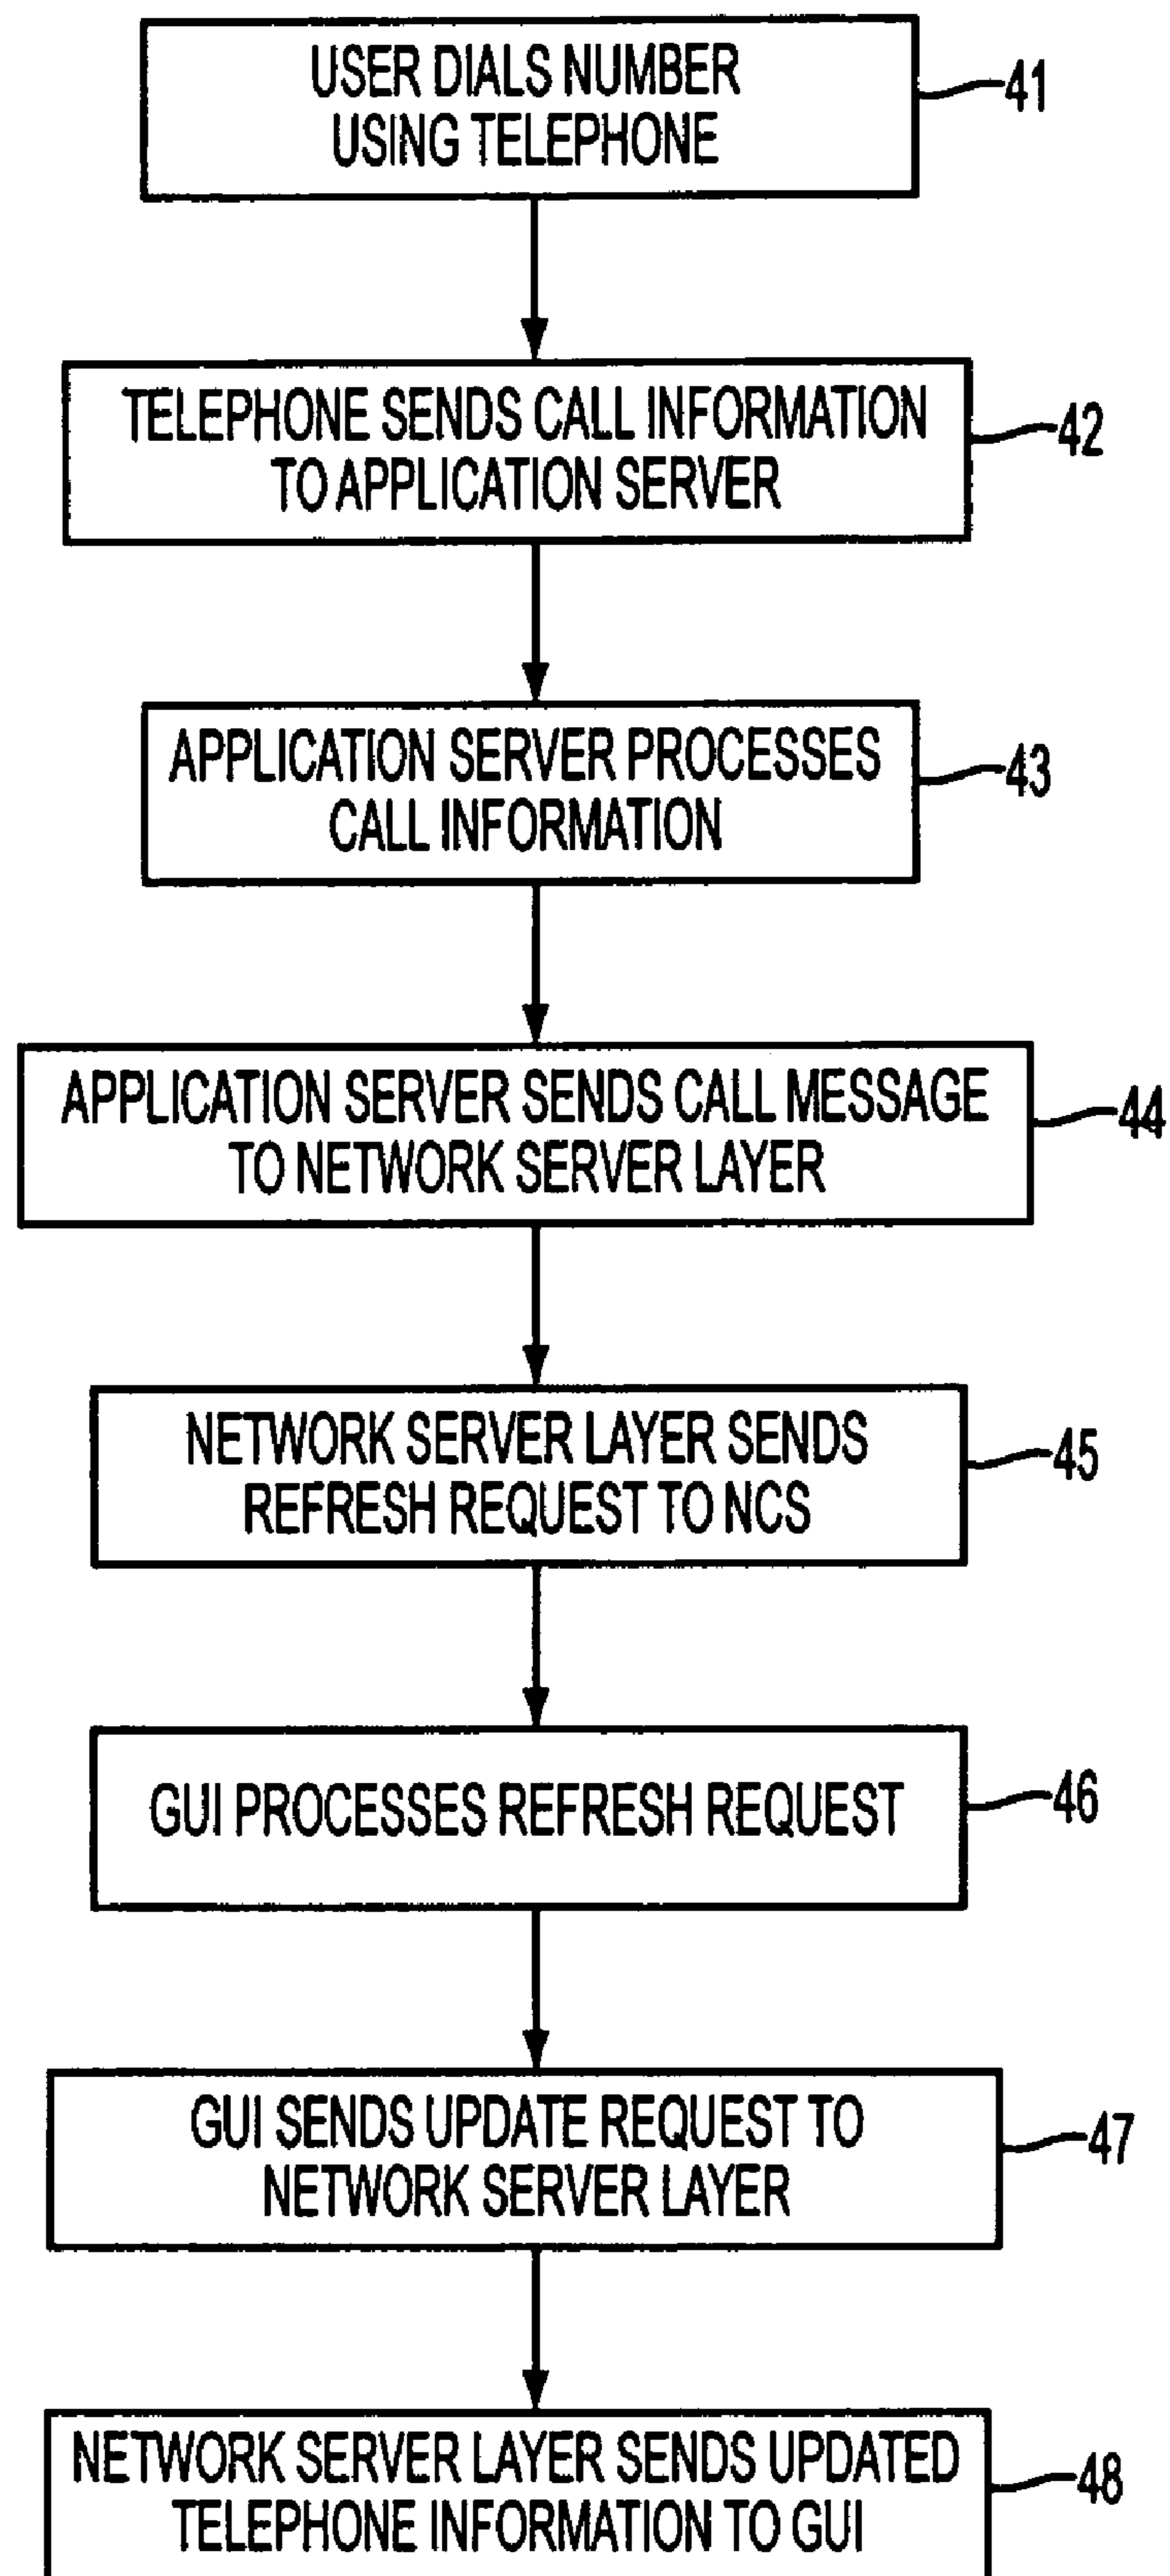 USER DIALS NUMBER
USING TELEPHONE
41
TELEPHONE SENDS CALL INFORMATION
TO APPLICATION SERVER
42
APPLICATION SERVER PROCESSES
CALL INFORMATION
43
APPLICATION SERVER SENDS CALL MESSAGE
TO NETWORK SERVER LAYER
44
NETWORK SERVER LAYER SENDS
REFRESH REQUEST TO NCS
45
GUI PROCESSES REFRESH REQUEST
46
GUI SENDS UPDATE REQUEST TO
NETWORK SERVER LAYER
47
NETWORK SERVER LAYER SENDS UPDATED
TELEPHONE INFORMATION TO GUI
48